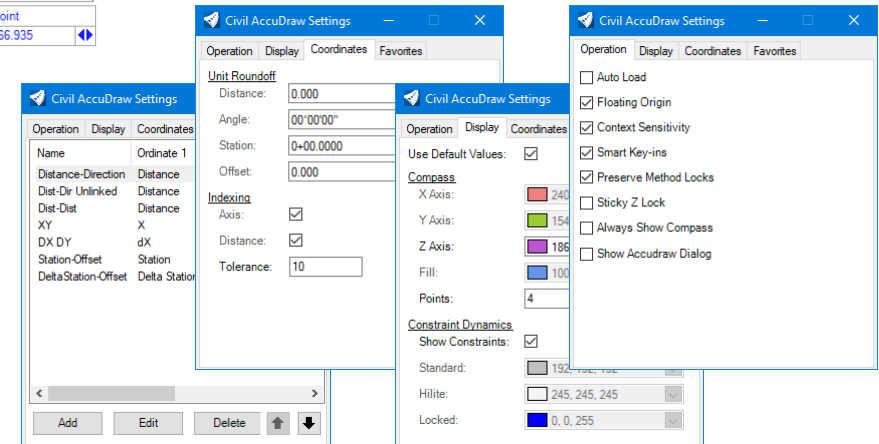 oint
66.935
Civil AccuDraw Settings
Operation Display Coordinates Favorites
Unit Roundoff
Distance: 0.000
Angle: 00°00'00"
Station: 0+00.0000
Offset: 0.000
Indexing
Axis:
Distance:
Tolerance: 10
Civil AccuDraw Settings
Operation Display Coordinates Favorites
Auto Load
Floating Origin
Context Sensitivity
Smart Key-ins
Preserve Method Locks
Sticky Z Lock
Always Show Compass
Show Accudraw Dialog
Civil AccuDraw Settings
Operation Display Coordinates
Name Ordinate 1
Distance-Direction Distance
Dist-Dir Unlinked Distance
Dist-Dist Distance
XY X
DX DY dX
Station-Offset Station
DeltaStation-Offset Delta Station
Add Edit Delete
Civil AccuDraw Settings
Operation Display Coordinates
Use Default Values:
Compass
X Axis: 240
Y Axis: 154
Z Axis: 186
Fill: 100
Points: 4
Constraint Dynamics
Show Constraints:
Standard: 192, 192, 192
Hilite: 245, 245, 245
Locked: 0, 0, 255